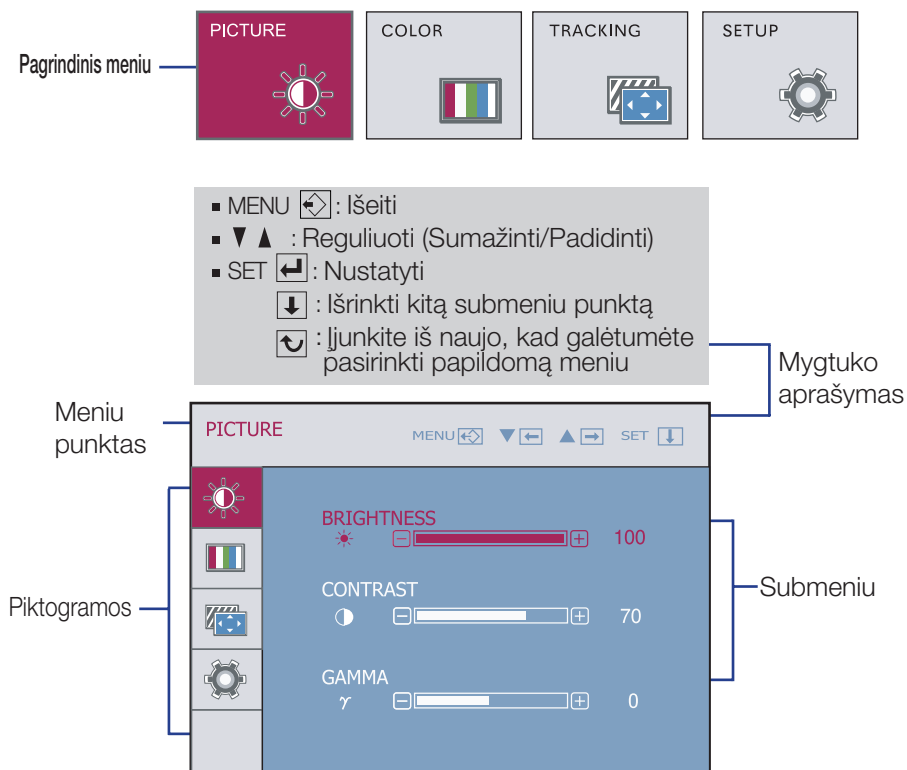 PICTURE
COLOR
TRACKING
SETUP
Pagrindinis meniu
MENU : Išeiti
▼ ▲ : Reguliuoti (Sumažinti/Padidinti)
SET : Nustatyti
: Išrinkti kitą submeniu punktą
: Įjunkite iš naujo, kad galėtumėte
pasirinkti papildomą meniu
Mygtuko
aprašymas
Meniu
punktas
PICTURE
MENU ▼ ▲ SET
BRIGHTNESS
100
CONTRAST
70
GAMMA
γ 0
Piktogramos
Submeniu